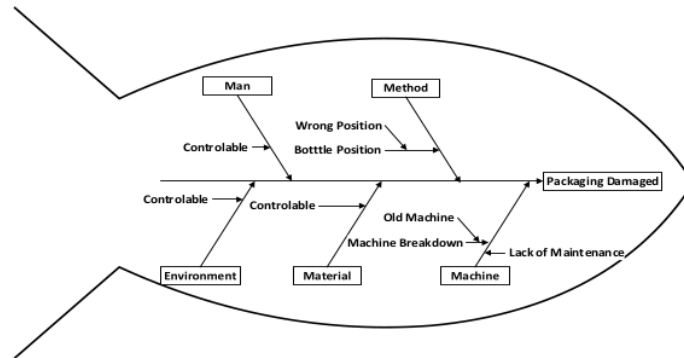 Man
Method
Wrong Position
Controlable
Botttle Position
Packaging Damaged
Controlable
Controlable
Old Machine
Machine Breakdown
Lack of Maintenance
Environment
Material
Machine